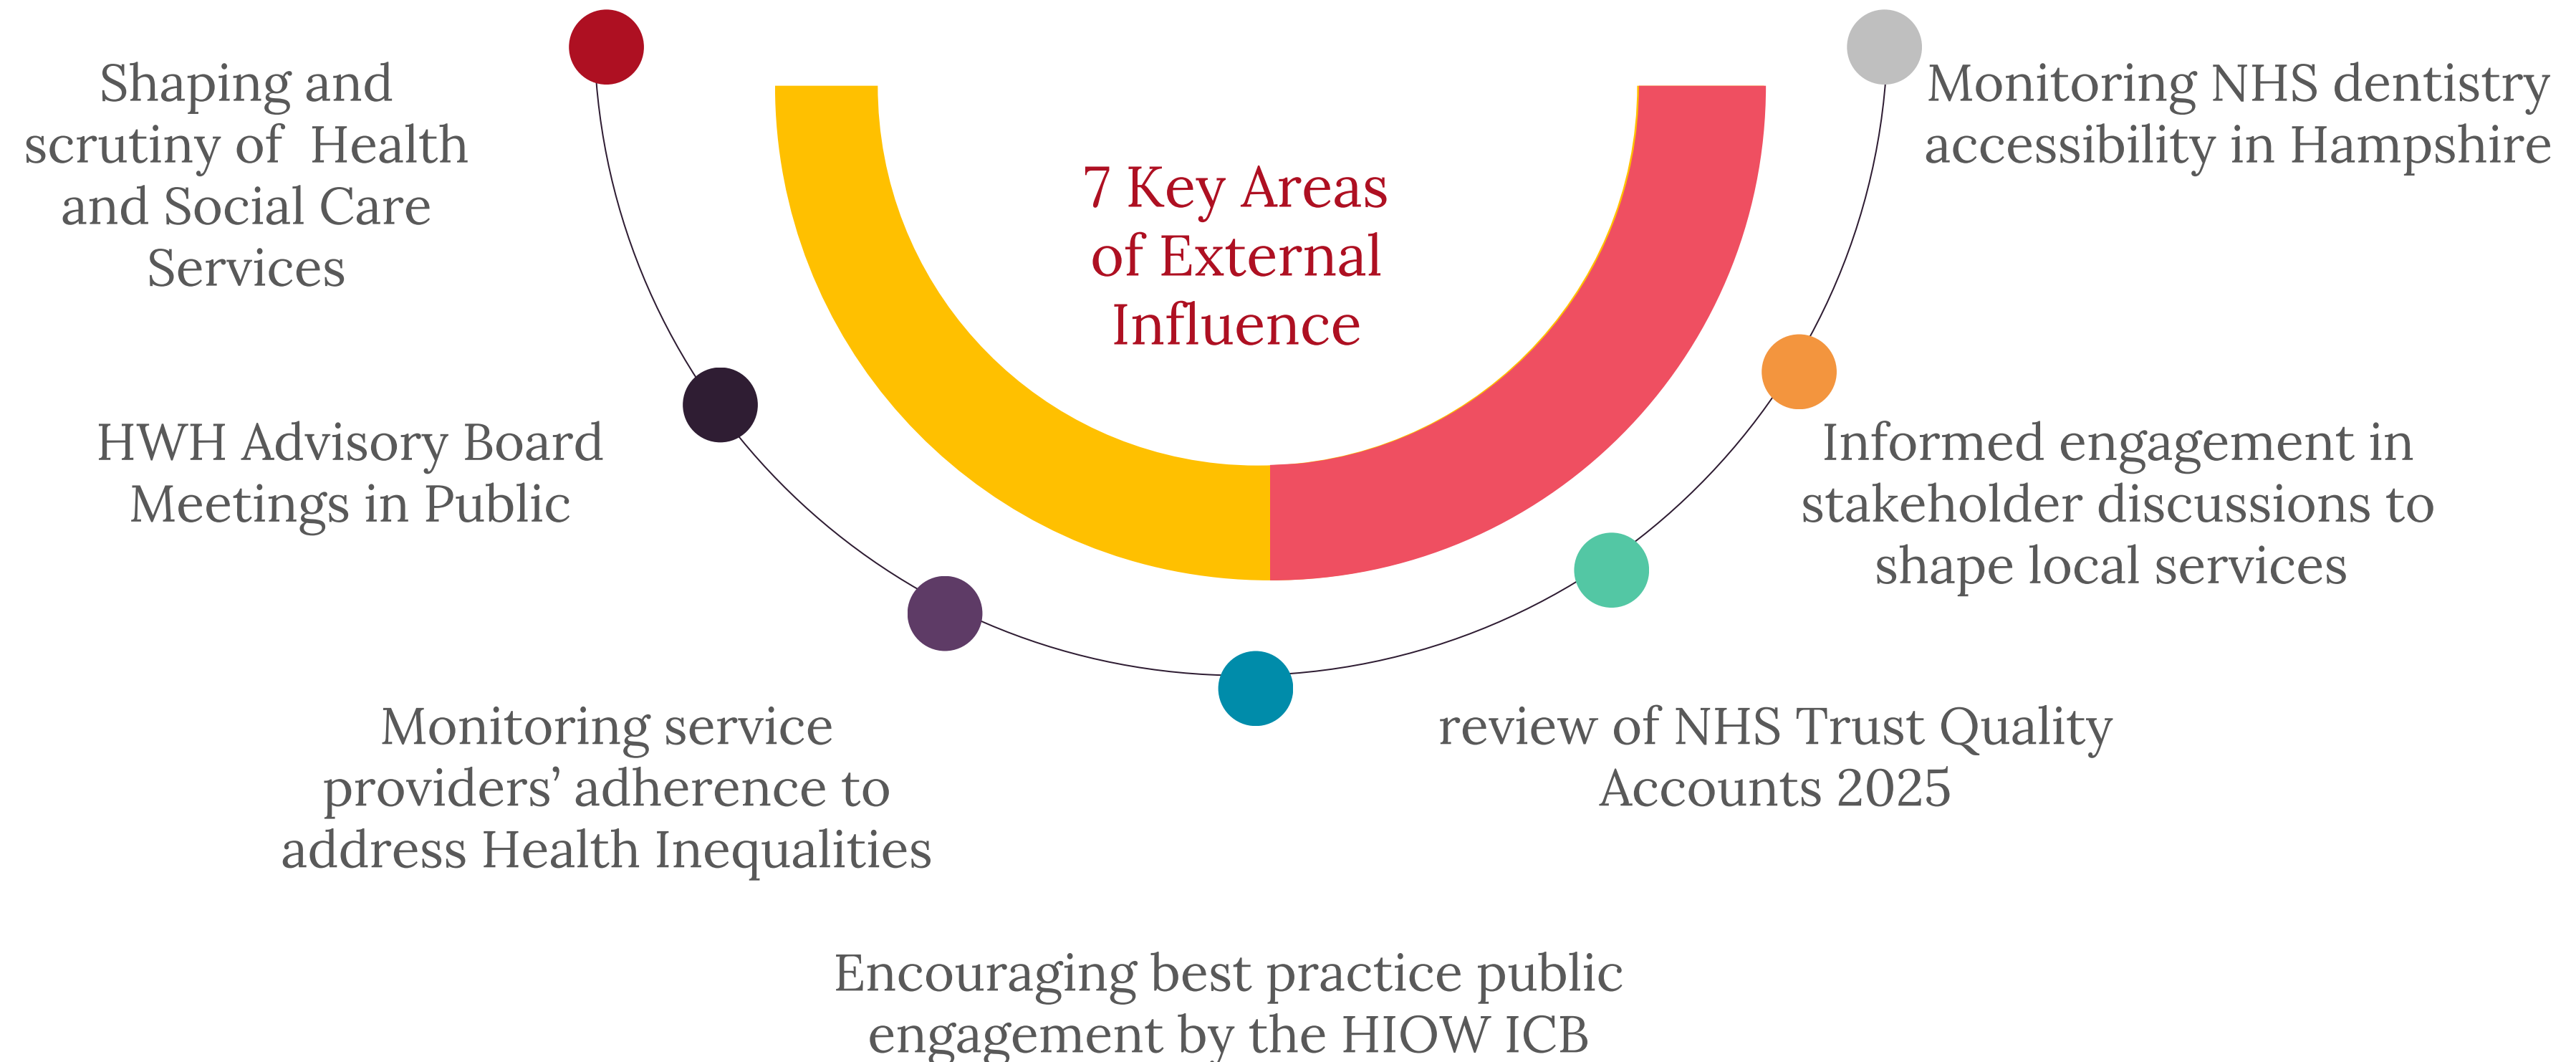 7 Key Areas
of External
Influence
Shaping and
scrutiny of  Health
and Social Care
Services
HWH Advisory Board
Meetings in Public
Monitoring service
providers’ adherence to
address Health Inequalities
Encouraging best practice public
engagement by the HIOW ICB
review of NHS Trust Quality
Accounts 2025
Informed engagement in
stakeholder discussions to
shape local services
Monitoring NHS dentistry
accessibility in Hampshire